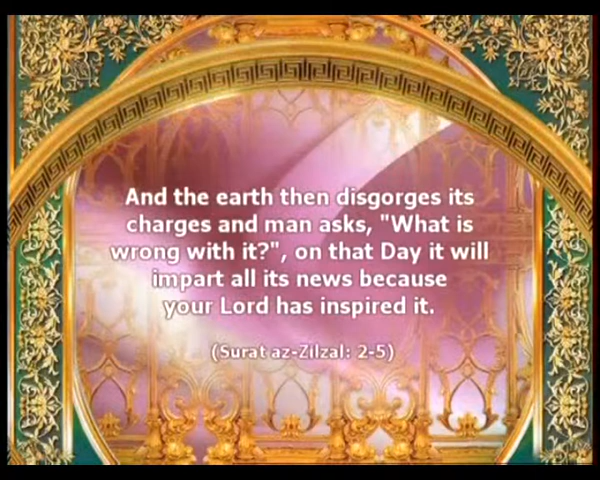 And the earth then disgorges its
charges and man asks, "What is
wrong with it?", on that Day it will
impart all its news because
your Lord has inspired it.
(Surat az-Zilzal: 2-5)